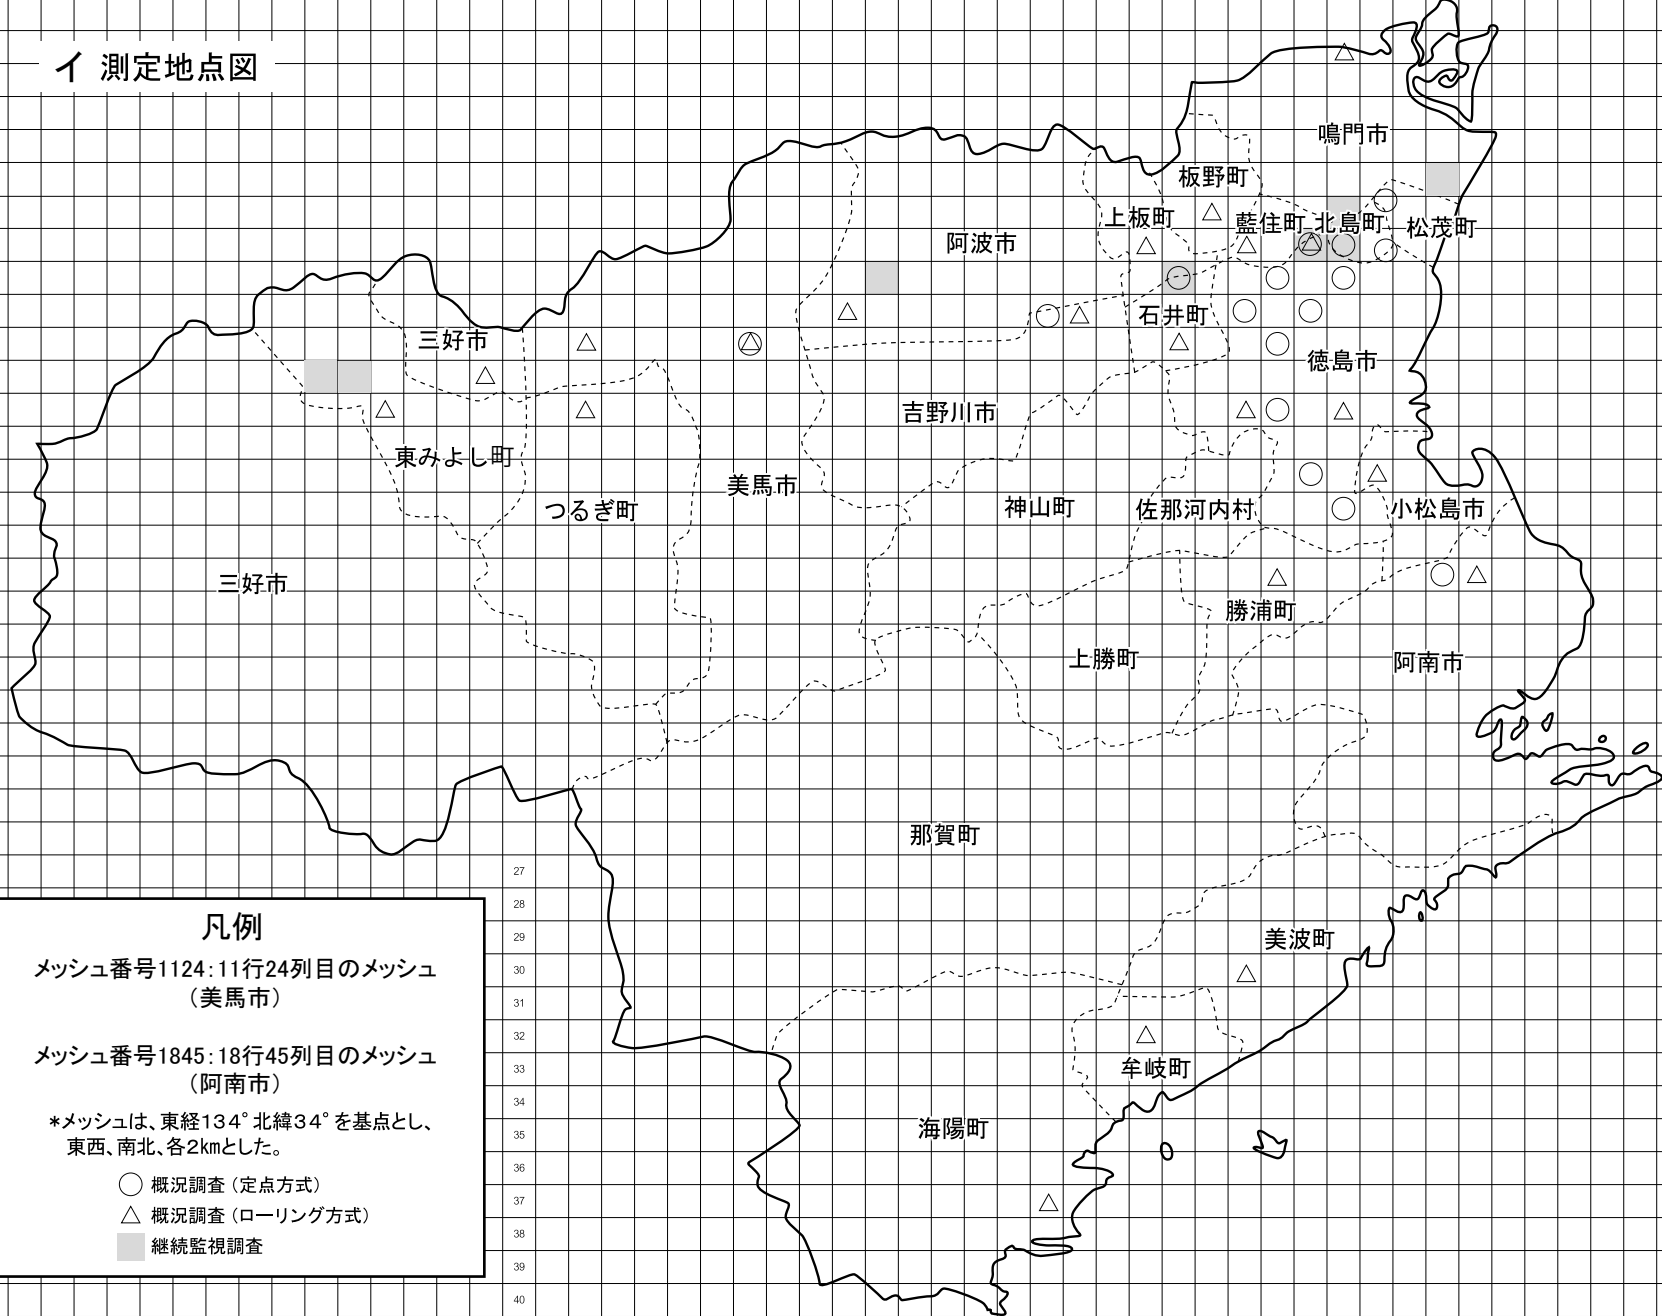 イ 測定地点図
鳴門市
板野町
上板町
藍住町
北島町
松茂町
阿波市
石井町
三好市
徳島市
吉野川市
東みよし町
美馬市
つるぎ町
神山町
佐那河内村
小松島市
三好市
勝浦町
上勝町
阿南市
那賀町
美波町
牟岐町
海陽町
27
28
29
30
31
32
33
34
35
36
37
38
39
40
凡例
メッシュ番号1124:11行24列目のメッシュ
(美馬市)
メッシュ番号1845:18行45列目のメッシュ
(阿南市)
*メッシュは、東経134°北緯34°を基点とし、
東西、南北、各2㎞とした。
概況調査(定点方式)
概況調査(ローリング方式)
継続監視調査